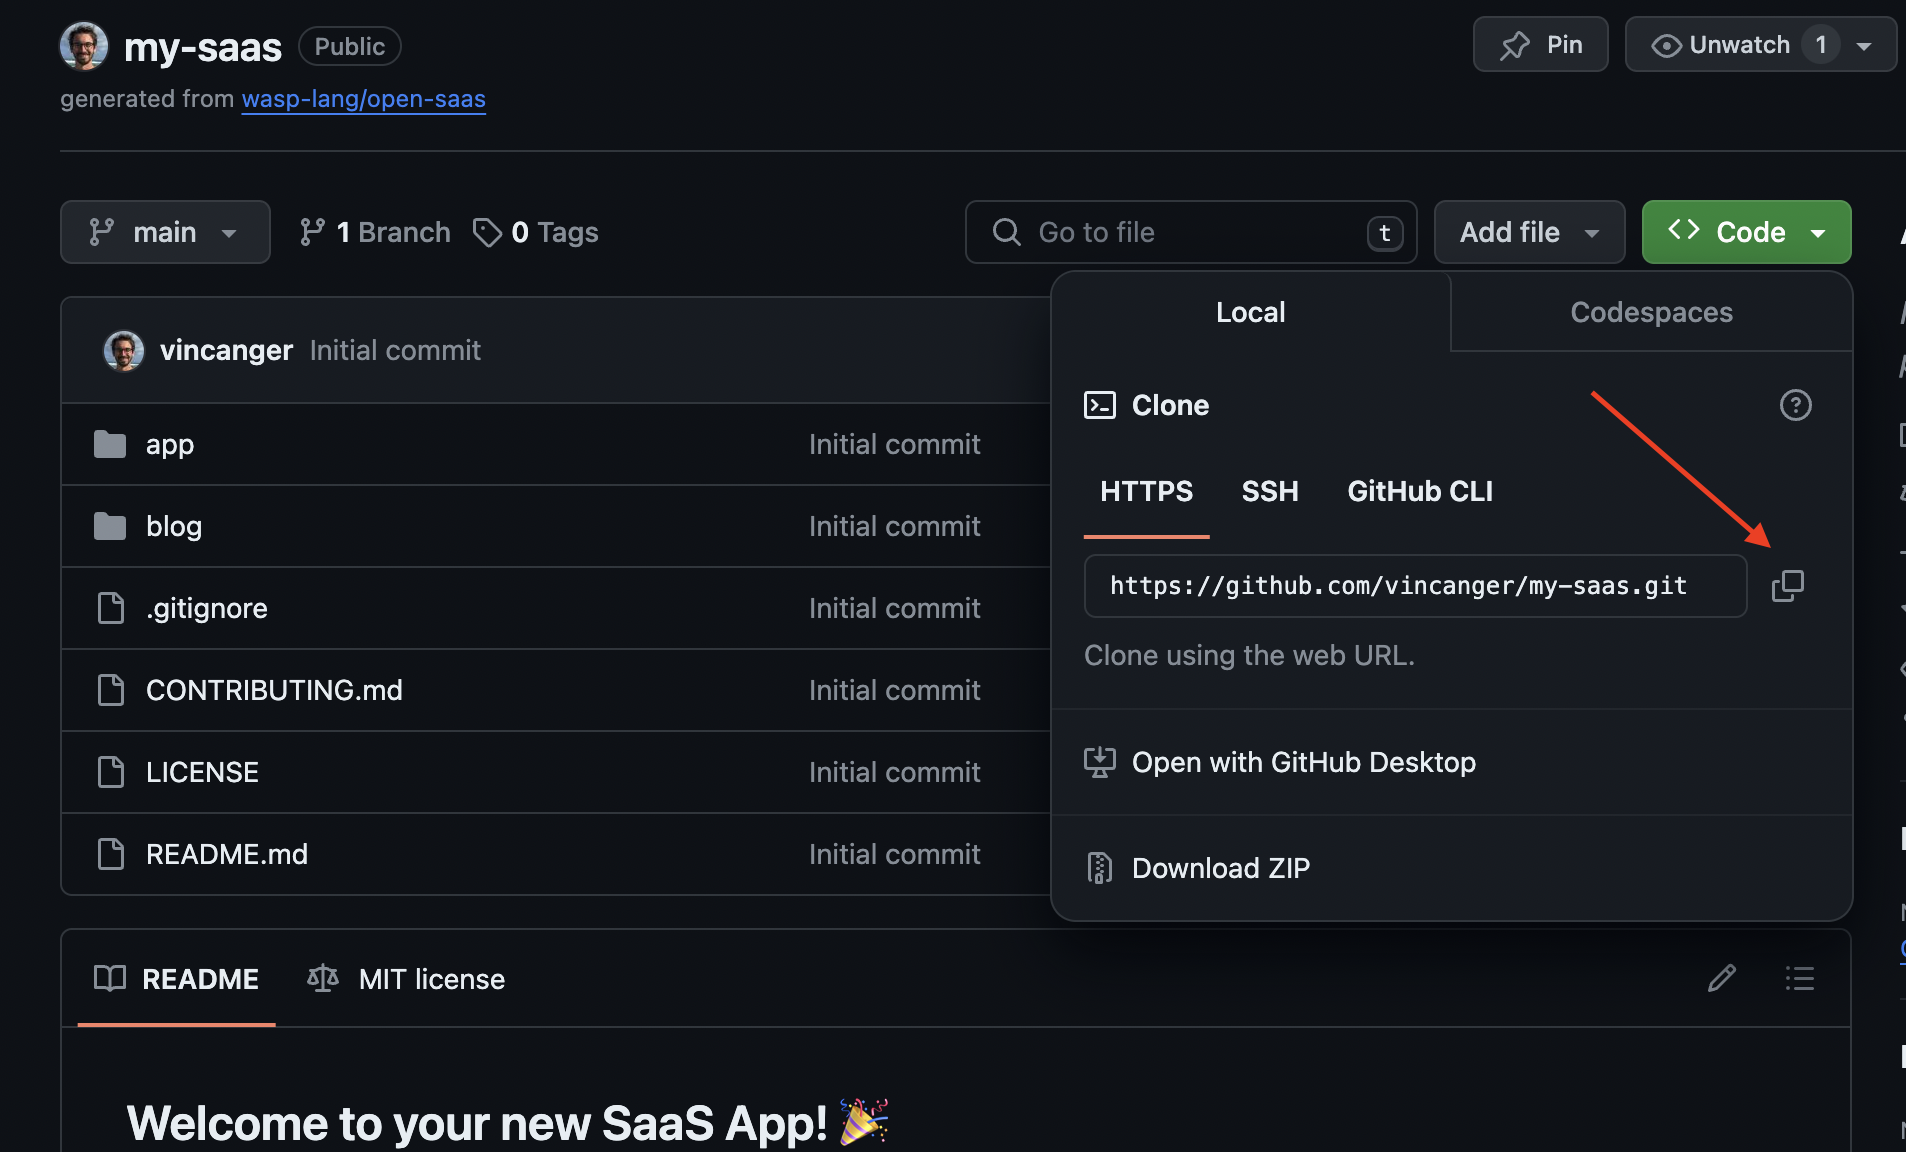 my-saas Public
Pin
Unwatch 1
generated from wasp-lang/open-saas
main
1 Branch
0 Tags
Go to file t
Add file
Code
Local
Codespaces
vincanger Initial commit
Clone
app Initial commit
HTTPS SSH GitHub CLI
blog Initial commit
https://github.com/vincanger/my-saas.git
.gitignore Initial commit
Clone using the web URL.
CONTRIBUTING.md Initial commit
Open with GitHub Desktop
LICENSE Initial commit
README.md Initial commit
Download ZIP
README
MIT license
Welcome to your new SaaS App! 🎉